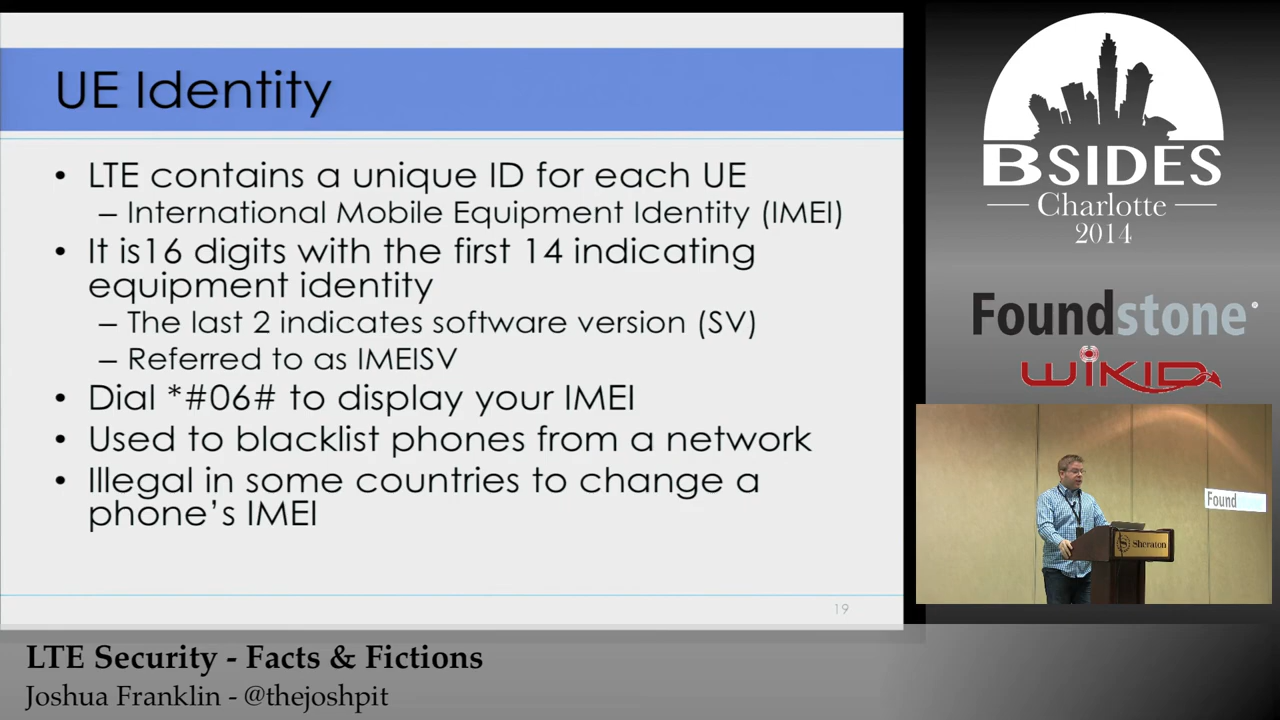 UE Identity
• LTE contains a unique ID for each UE
– International Mobile Equipment Identity (IMEI)
• It is16 digits with the first 14 indicating
equipment identity
– The last 2 indicates software version (SV)
– Referred to as IMEISV
• Dial *#06# to display your IMEI
• Used to blacklist phones from a network
• Illegal in some countries to change a
phone's IMEI
19
BSIDES
Charlotte
2014
Foundstone
WiKID
Found
Sheraton
LTE Security - Facts & Fictions
Joshua Franklin - @thejoshpit